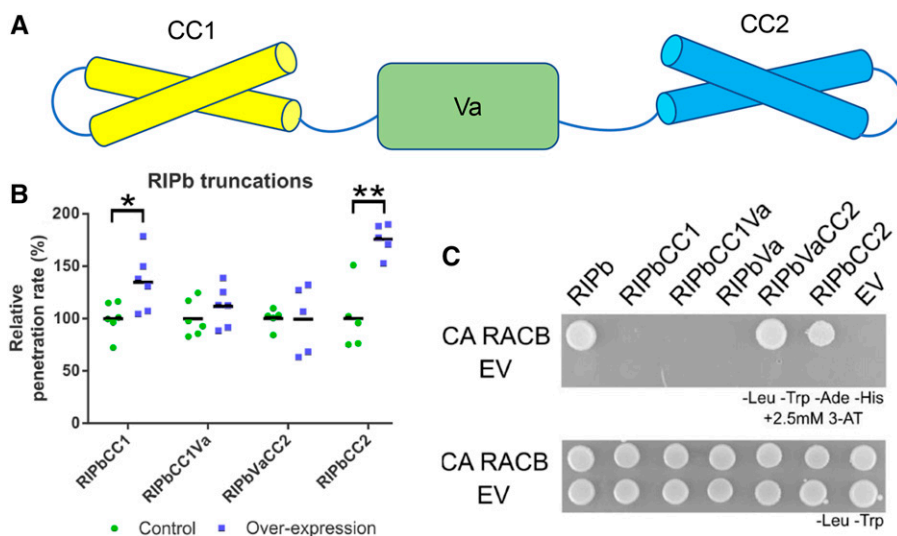 A
CC1
Va
CC2
B
RIPb truncations
*
**
Relative
penetration rate (%)
200
150
100
50
0
RIPbCC1
RIPbCC1Va
RIPbVaCC2
RIPbCC2
Control
Over-expression
C
RIPb
RIPbCC1
RIPbCC1Va
RIPbVa
RIPbVaCC2
RIPbCC2
EV
CA RACB
EV
-Leu -Trp -Ade -His
+2.5mM 3-AT
CA RACB
EV
-Leu -Trp